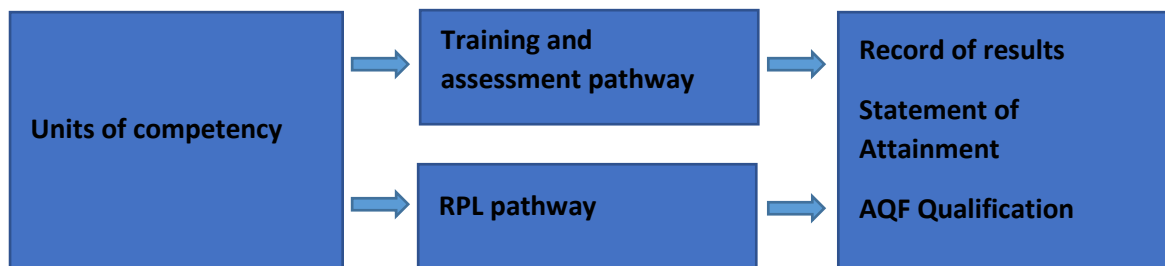 Units of competency
Training and
assessment pathway
RPL pathway
Record of results
Statement of
Attainment
AQF Qualification